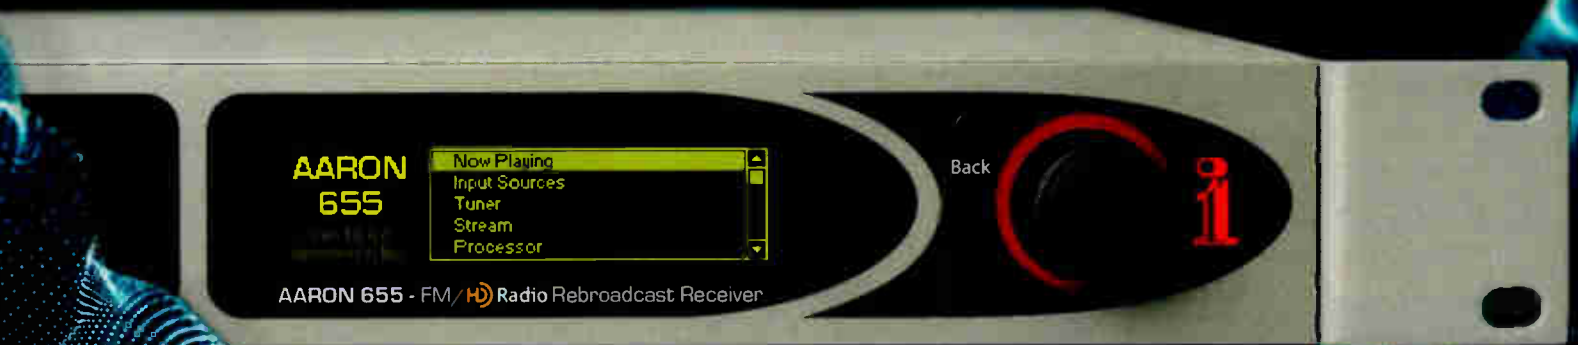 AARON
655
Now Playing
Input Sources
Tuner
Stream
Processor
Back
i
AARON 655 - FM/HD Radio Rebroadcast Receiver